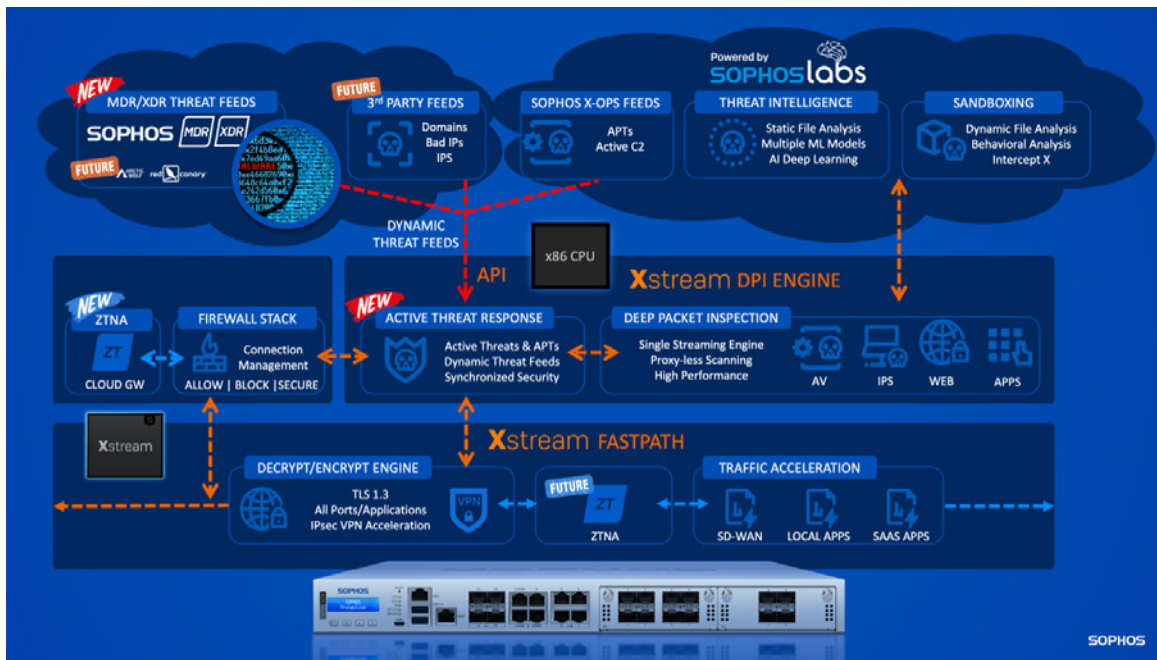 Powered by
SOPHOSlabs
NEW
MDR/XDR THREAT FEEDS
SOPHOS MDR XDR
FUTURE
ARCTIC WOLF
red canary
MALWARE
FUTURE
3rd PARTY FEEDS
Domains
Bad IPs
IPS
SOPHOS X-OPS FEEDS
APTs
Active C2
THREAT INTELLIGENCE
Static File Analysis
Multiple ML Models
AI Deep Learning
SANDBOXING
Dynamic File Analysis
Behavioral Analysis
Intercept X
DYNAMIC
THREAT FEEDS
x86 CPU
API
Xstream DPI ENGINE
NEW
ZTNA
ZT
CLOUD GW
FIREWALL STACK
Connection
Management
ALLOW | BLOCK |SECURE
NEW
ACTIVE THREAT RESPONSE
Active Threats & APTs
Dynamic Threat Feeds
Synchronized Security
DEEP PACKET INSPECTION
Single Streaming Engine
Proxy-less Scanning
High Performance
AV
IPS
WEB
APPS
Xstream
Xstream FASTPATH
DECRYPT/ENCRYPT ENGINE
TLS 1.3
All Ports/Applications
IPsec VPN Acceleration
VPN
FUTURE
ZT
ZTNA
TRAFFIC ACCELERATION
SD-WAN
LOCAL APPS
SAAS APPS
SOPHOS
SOPHOS